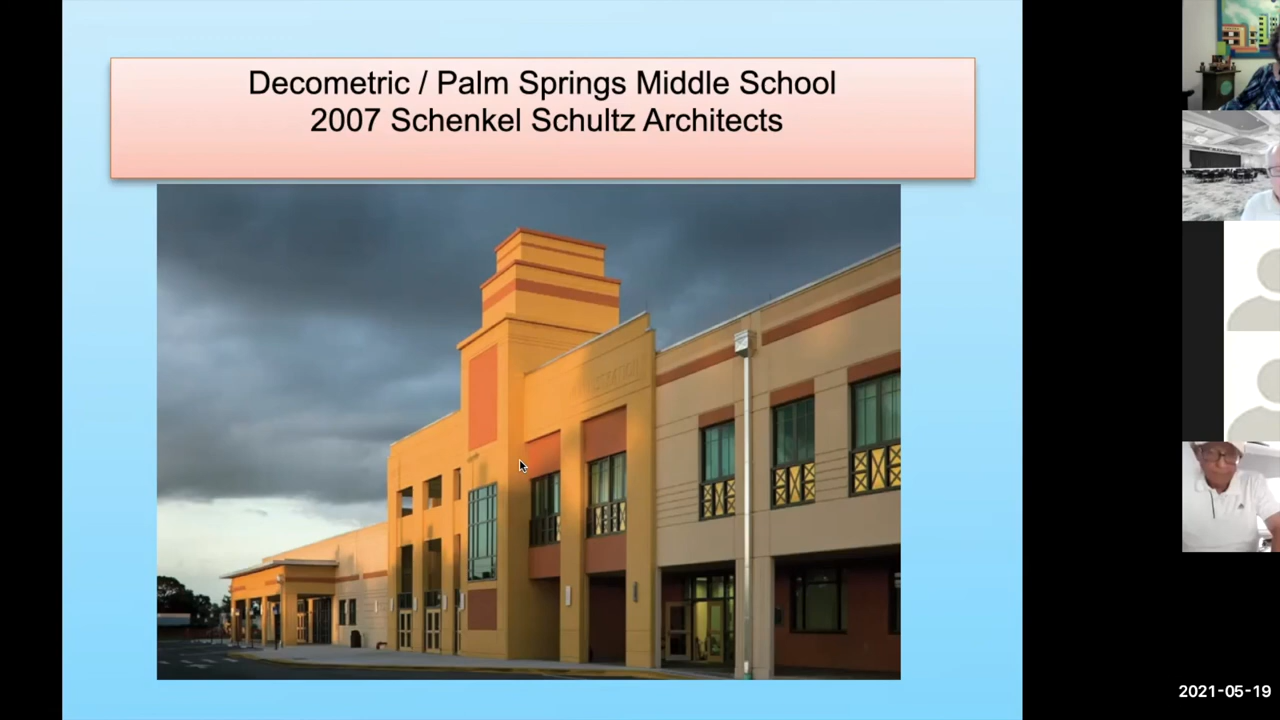 Decometric / Palm Springs Middle School
2007 Schenkel Schultz Architects
2021-05-19